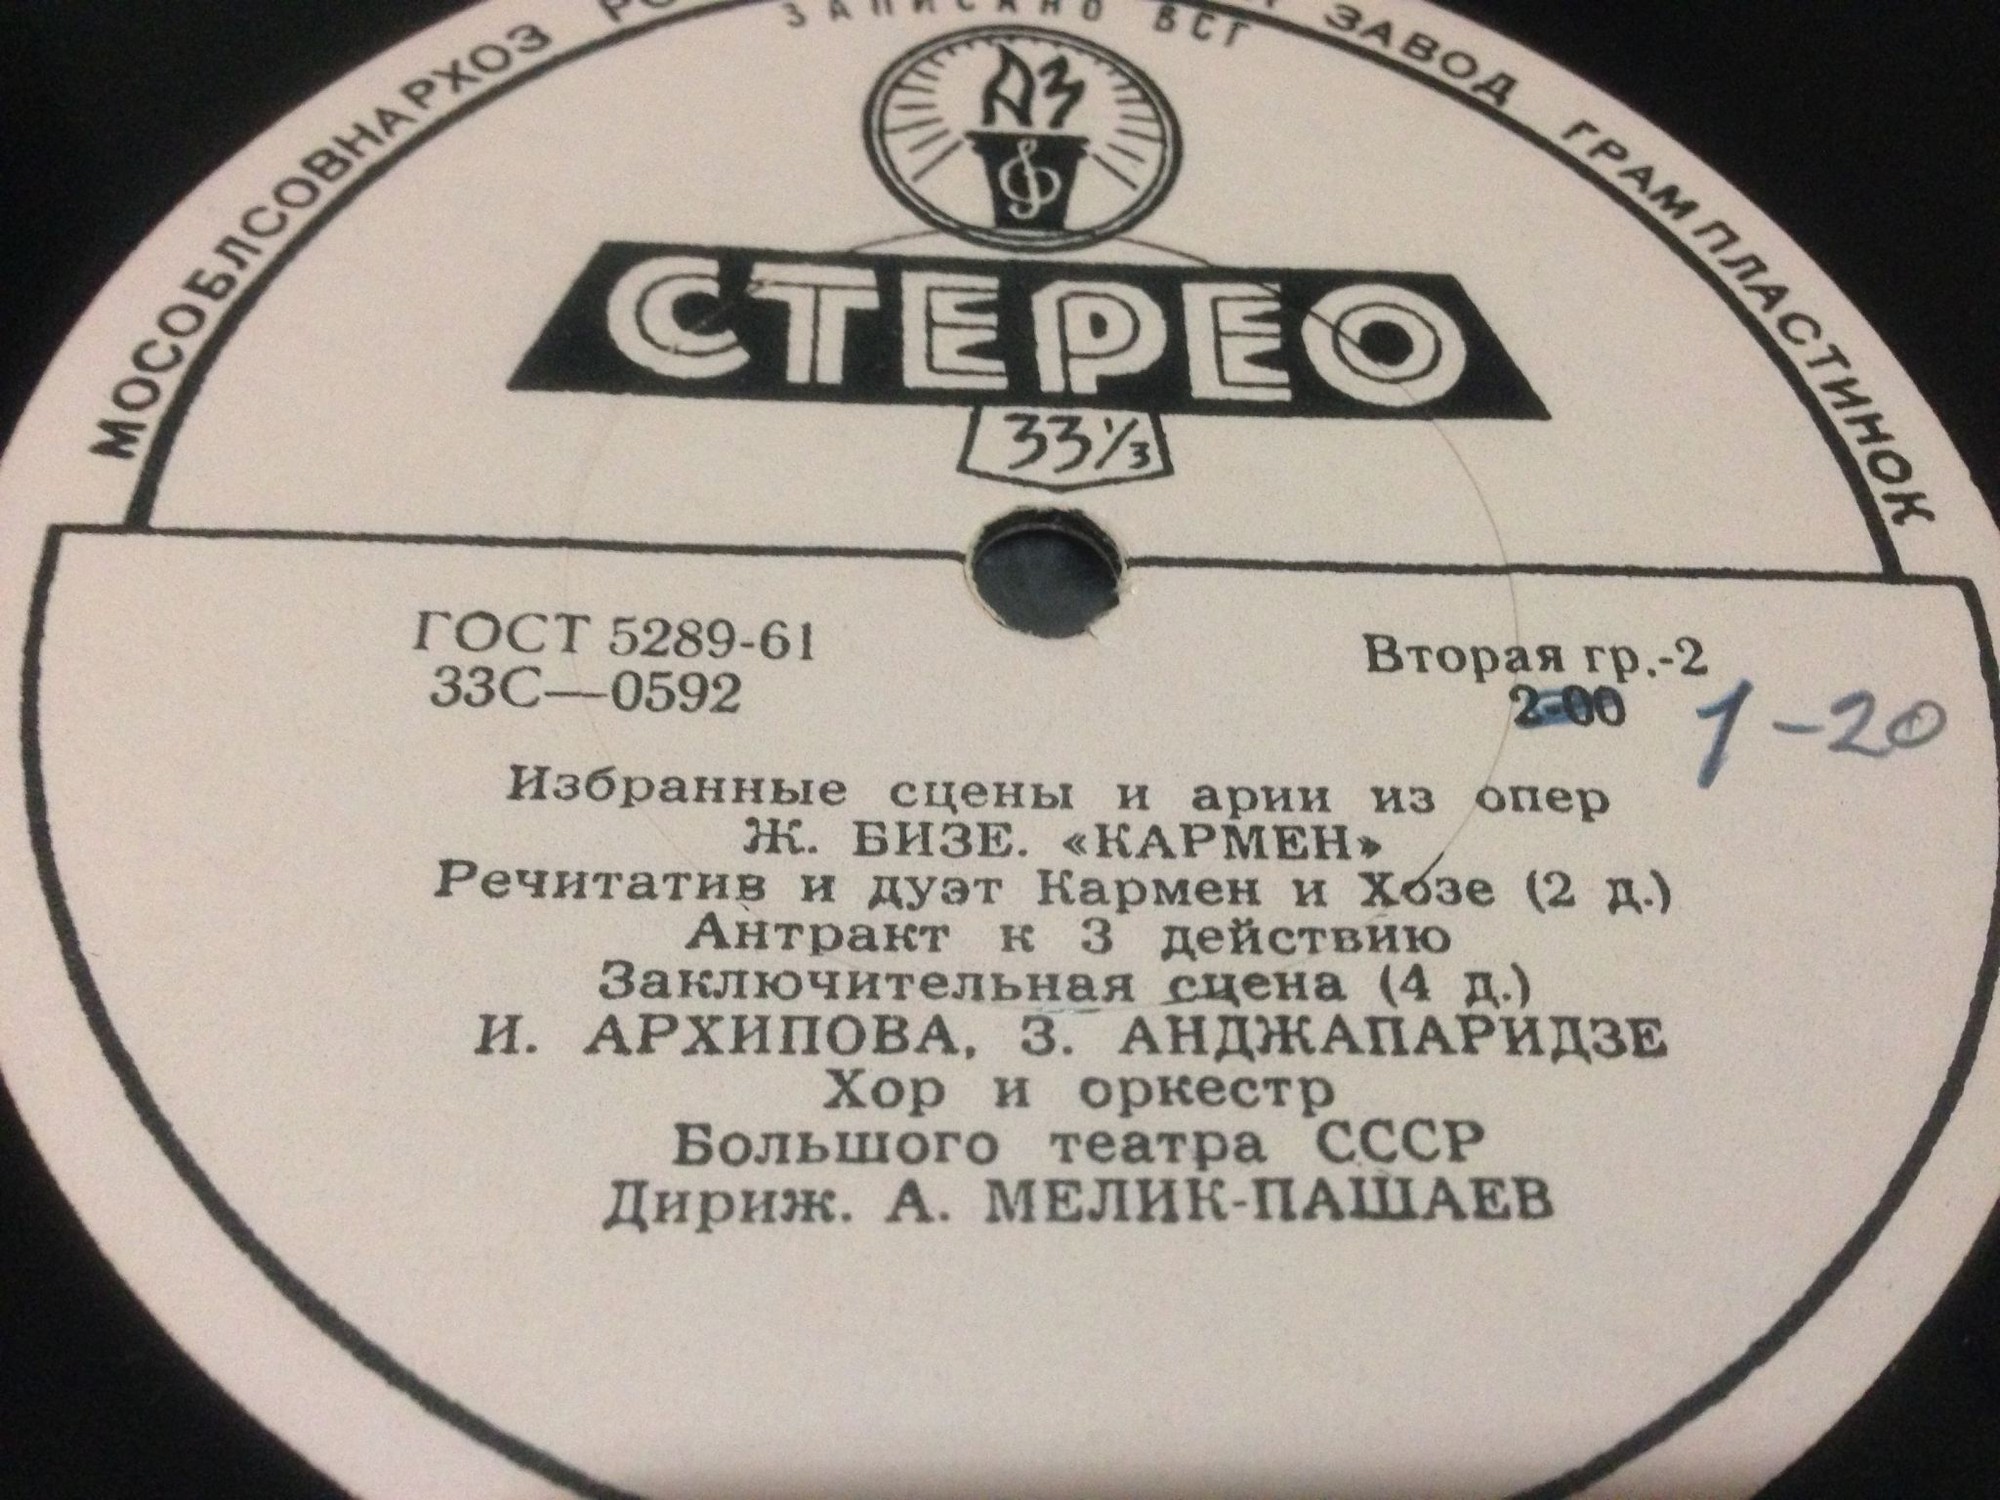 МОСОБЛСОВНАРХОЗ
ЗАВОД ГРАМПЛАСТИНОК
ЗАПИСАНО ВСГ
АЗ
СТЕРЕО
33⅓
ГОСТ 5289-61
33С—0592
Вторая гр.-2
2-00 1-20
Избранные сцены и арии из опер
Ж. БИЗЕ. «КАРМЕН»
Речитатив и дуэт Кармен и Хозе (2 д.)
Антракт к 3 действию
Заключительная сцена (4 д.)
И. АРХИПОВА, З. АНДЖАПАРИДЗЕ
Хор и оркестр
Большого театра СССР
Дириж. А. МЕЛИК-ПАШАЕВ